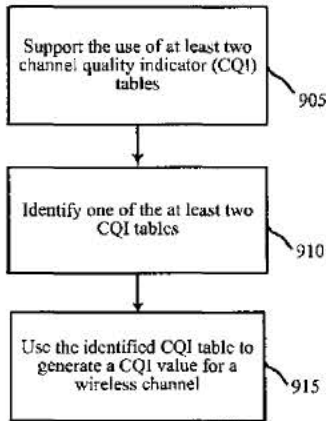 Support the use of at least two
channel quality indicator (CQI)
tables
905
Identify one of the at least two
CQI tables
910
Use the identified CQI table to
generate a CQI value for a
wireless channel
915